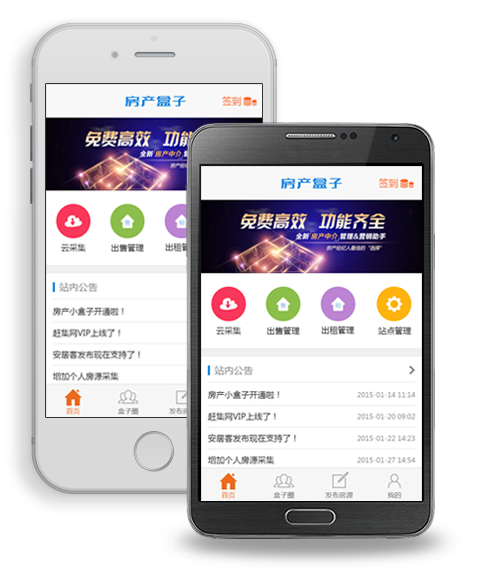 房产盒子 签到
免费高效 功能
全新 房产中介 管
云采集 出售管理 出租管
站内公告
房产小盒子开通啦！
赶集网VIP上线了！
安居客发布现在支持了！
增加个人房源采集
首页 盒子圈 发布房
房产盒子 签到
免费高效 功能齐全
全新 房产中介 管理&营销助手
房产经纪人最佳的“选择”
云采集 出售管理 出租管理 站点管理
站内公告
房产小盒子开通啦！ 2015-01-14 11:14
赶集网VIP上线了！ 2015-01-20 09:02
安居客发布现在支持了！ 2015-01-22 14:23
增加个人房源采集 2015-01-27 14:54
首页 盒子圈 发布房源 我的